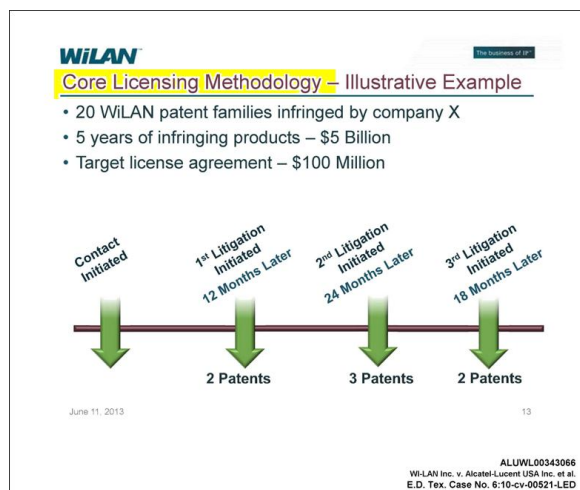 WiLAN™
The business of IP™
Core Licensing Methodology – Illustrative Example
• 20 WiLAN patent families infringed by company X
• 5 years of infringing products – $5 Billion
• Target license agreement – $100 Million
Contact
Initiated
1st Litigation
Initiated
12 Months Later
2nd Litigation
Initiated
24 Months Later
3rd Litigation
Initiated
18 Months Later
2 Patents
3 Patents
2 Patents
June 11, 2013
13
ALUWL00343066
Wi-LAN Inc. v. Alcatel-Lucent USA Inc. et al.
E.D. Tex. Case No. 6:10-cv-00521-LED